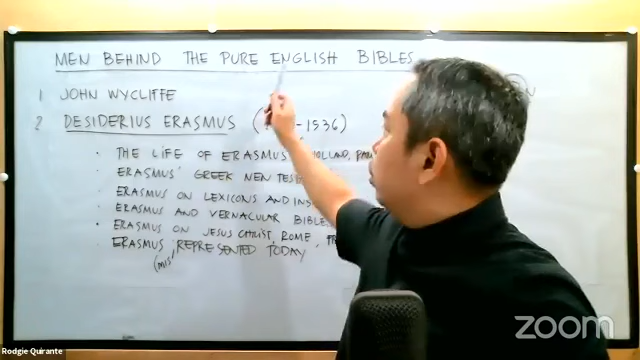 MEN BEHIND THE PURE ENGLISH BIBLES
1 JOHN WYCLIFFE
2 DESIDERIUS ERASMUS ( -1536)
THE LIFE OF ERASMUS HOLLAND,
ERASMUS' GREEK NEW
ERASMUS ON LEXICONS AND
ERASMUS AND VERNACULAR
ERASMUS ON JESUS CHRIST, ROME,
ERASMUS, REPRESENTED TODAY
(MIS)
zoom
Rodgie Quirante